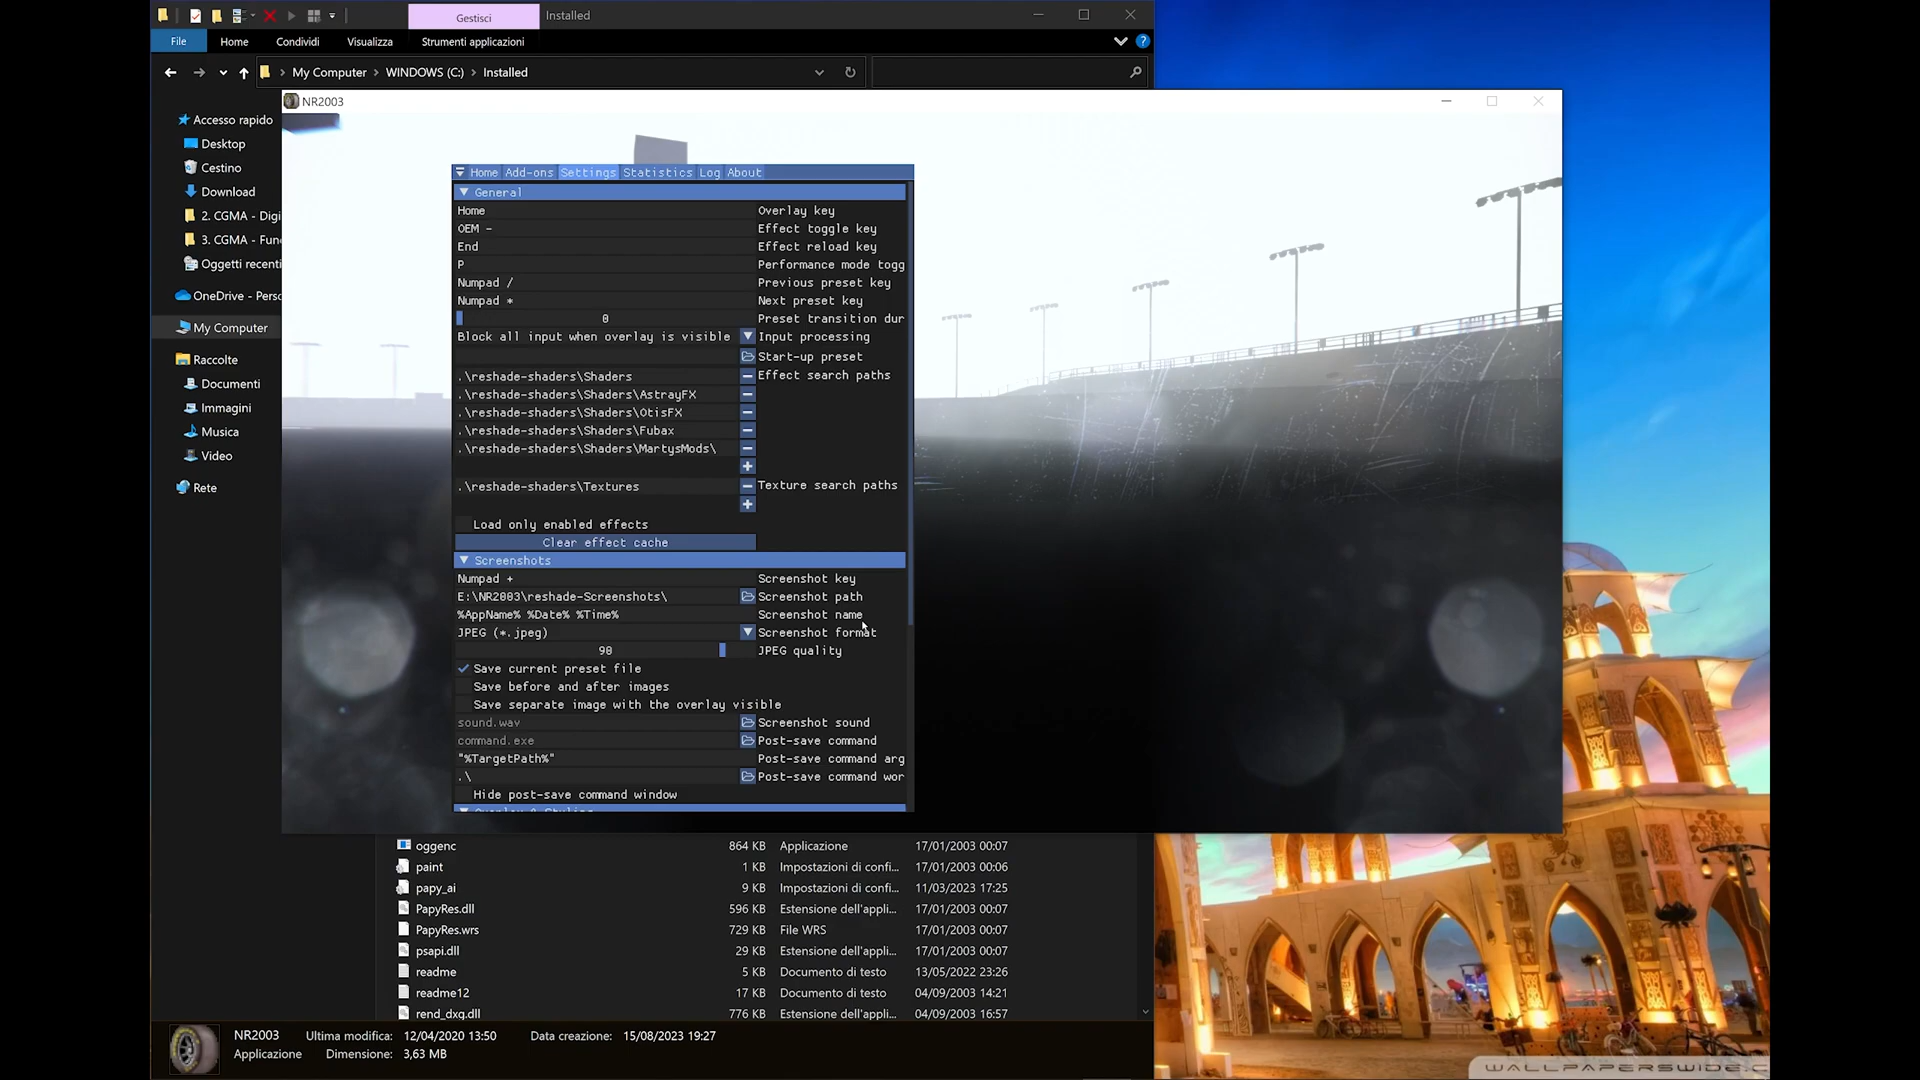 Gestisci
Installed
File
Home
Condividi
Visualizza
Strumenti applicazioni
My Computer
WINDOWS (C:)
Installed
Accesso rapido
Desktop
Cestino
Download
2. CGMA - Digi
3. CGMA - Fun
Oggetti recenti
OneDrive - Perso
My Computer
Raccolte
Documenti
Immagini
Musica
Video
Rete
NR2003
Home Add-ons Settings Statistics Log About
General
Home Overlay key
OEM - Effect toggle key
End Effect reload key
P Performance mode togg
Numpad / Previous preset key
Numpad * Next preset key
0 Preset transition dur
Block all input when overlay is visible Input processing
Start-up preset
.\reshade-shaders\Shaders Effect search paths
.\reshade-shaders\Shaders\AstrayFX
.\reshade-shaders\Shaders\OtisFX
.\reshade-shaders\Shaders\Fubax
.\reshade-shaders\Shaders\MartysMods\
.\reshade-shaders\Textures Texture search paths
Load only enabled effects
Clear effect cache
Screenshots
Numpad + Screenshot key
E:\NR2003\reshade-Screenshots\ Screenshot path
%AppName% %Date% %Time% Screenshot name
JPEG (*.jpeg) Screenshot format
90 JPEG quality
Save current preset file
Save before and after images
Save separate image with the overlay visible
sound.wav Screenshot sound
command.exe Post-save command
"%TargetPath%" Post-save command arg
.\ Post-save command wor
Hide post-save command window
Overlay & Styling
oggenc 864 KB Applicazione 17/01/2003 00:07
paint 1 KB Impostazioni di confi... 17/01/2003 00:06
papy_ai 9 KB Impostazioni di confi... 11/03/2023 17:25
PapyRes.dll 596 KB Estensione dell'appli... 17/01/2003 00:07
PapyRes.wrs 729 KB File WRS 17/01/2003 00:07
psapi.dll 29 KB Estensione dell'appli... 17/01/2003 00:07
readme 5 KB Documento di testo 13/05/2022 23:26
readme12 17 KB Documento di testo 04/09/2003 14:21
rend_dxg.dll 776 KB Estensione dell'appli... 04/09/2003 16:57
NR2003 Ultima modifica: 12/04/2020 13:50 Data creazione: 15/08/2023 19:27
Applicazione Dimensione: 3,63 MB
WALLPAPERSWIDE.C